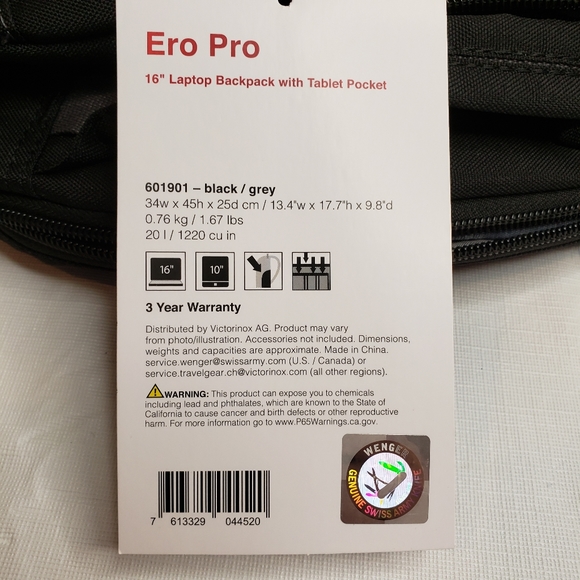 Ero Pro
16" Laptop Backpack with Tablet Pocket
601901 – black / grey
34w x 45h x 25d cm / 13.4"w x 17.7"h x 9.8"d
0.76 kg / 1.67 lbs
20 l / 1220 cu in
16" 10"
3 Year Warranty
Distributed by Victorinox AG. Product may vary
from photo/illustration. Accessories not included. Dimensions,
weights and capacities are approximate. Made in China.
service.wenger@swissarmy.com (U.S. / Canada) or
service.travelgear.ch@victorinox.com (all other regions).
WARNING: This product can expose you to chemicals
including lead and phthalates, which are known to the State of
California to cause cancer and birth defects or other reproductive
harm. For more information go to www.P65Warnings.ca.gov.
WENGER
GENUINE SWISS ARMY KNIFE
7 613329 044520